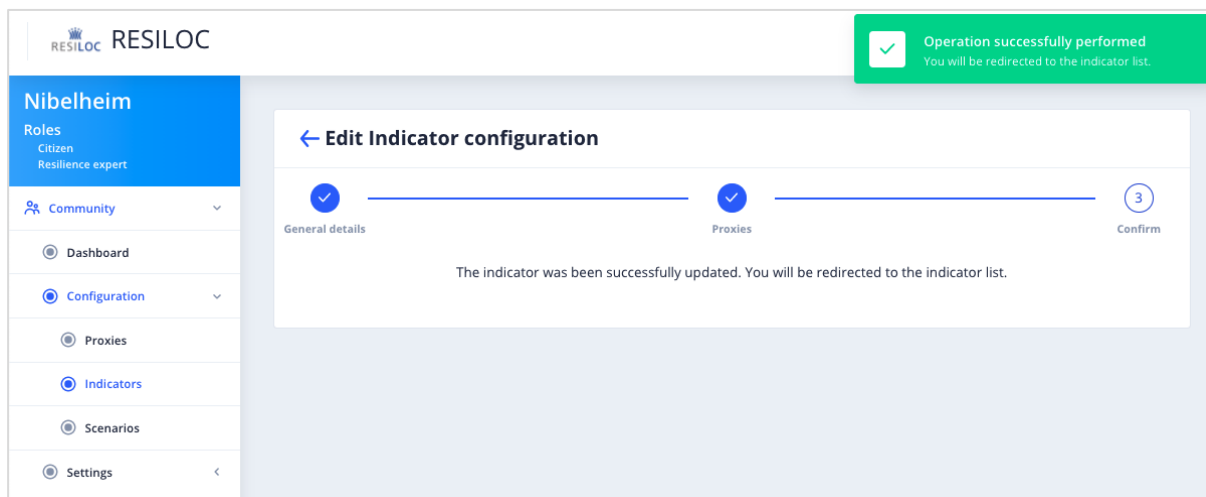 RESILOC RESILOC
Operation successfully performed
You will be redirected to the indicator list.
Nibelheim
Roles
Citizen
Resilience expert
Community
Dashboard
Configuration
Proxies
Indicators
Scenarios
Settings
Edit Indicator configuration
3
General details
Proxies
Confirm
The indicator was been successfully updated. You will be redirected to the indicator list.